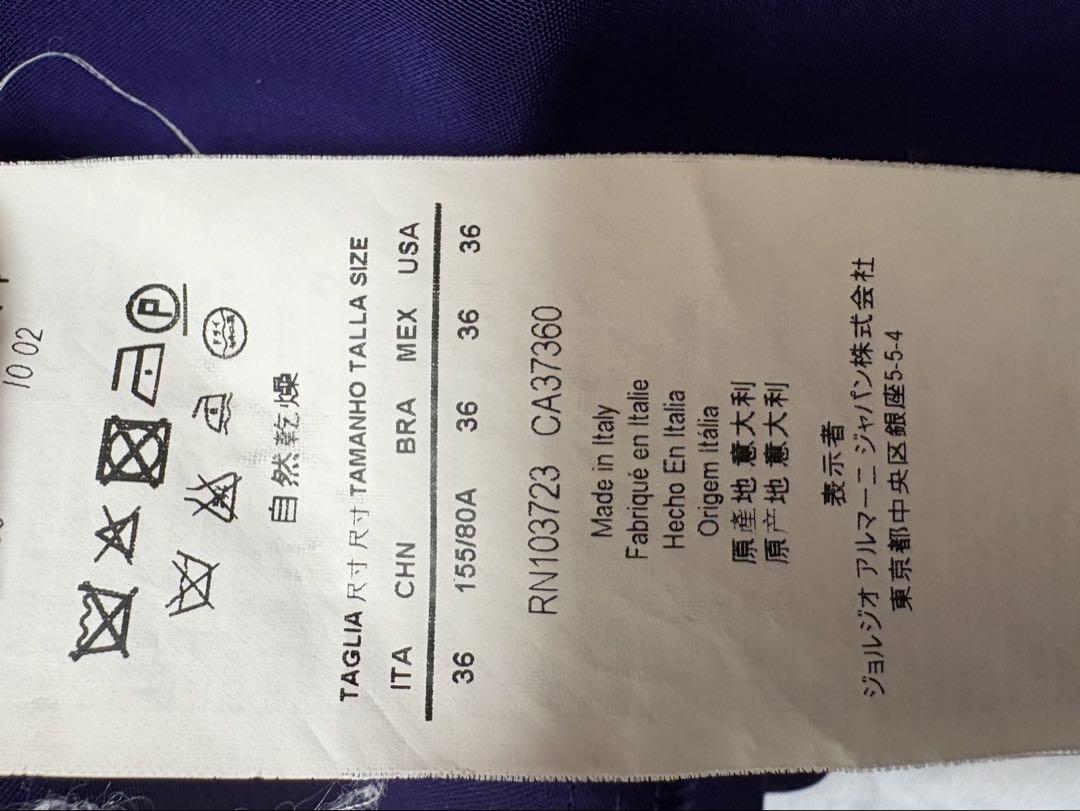 10 02
P
自然乾燥
TAGLIA 尺寸 尺寸 TAMANHO TALLA SIZE
ITA CHN BRA MEX USA
36 155/80A 36 36 36
RN103723 CA37360
Made in Italy
Fabriqué en Italie
Hecho En Italia
Origem Itália
原產地 意大利
原产地 意大利
表示者
ジョルジオ アルマーニ ジャパン株式会社
東京都中央区銀座5-5-4